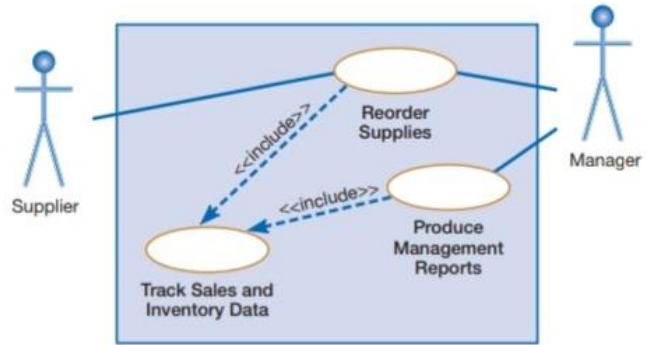 Reorder
Supplies
Manager
<<include>>
Supplier
<<include>>
Produce
Management
Reports
Track Sales and
Inventory Data